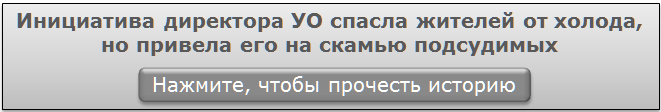 Инициатива директора УО спасла жителей от холода,
но привела его на скамью подсудимых
Нажмите, чтобы прочесть историю